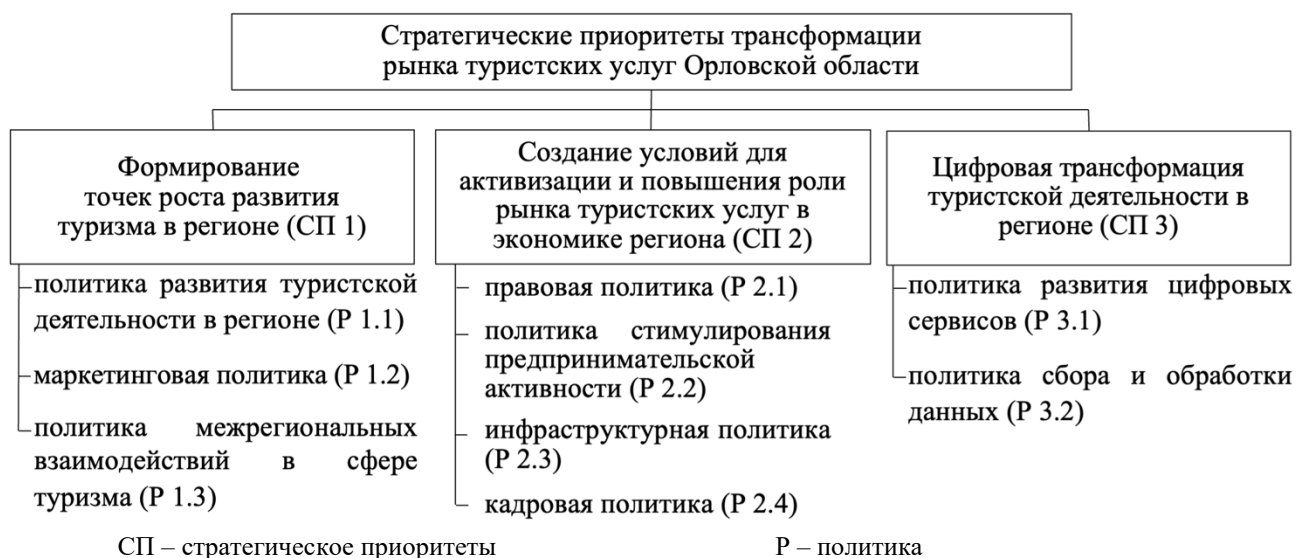 Стратегические приоритеты трансформации
рынка туристских услуг Орловской области
Формирование
точек роста развития
туризма в регионе (СП 1)
политика развития туристской
деятельности в регионе (Р 1.1)
маркетинговая политика (Р 1.2)
политика межрегиональных
взаимодействий в сфере
туризма (Р 1.3)
Создание условий для
активизации и повышения роли
рынка туристских услуг в
экономике региона (СП 2)
правовая политика (Р 2.1)
политика стимулирования
предпринимательской
активности (Р 2.2)
инфраструктурная политика
(Р 2.3)
кадровая политика (Р 2.4)
Цифровая трансформация
туристской деятельности в
регионе (СП 3)
политика развития цифровых
сервисов (Р 3.1)
политика сбора и обработки
данных (Р 3.2)
СП – стратегическое приоритеты
Р – политика